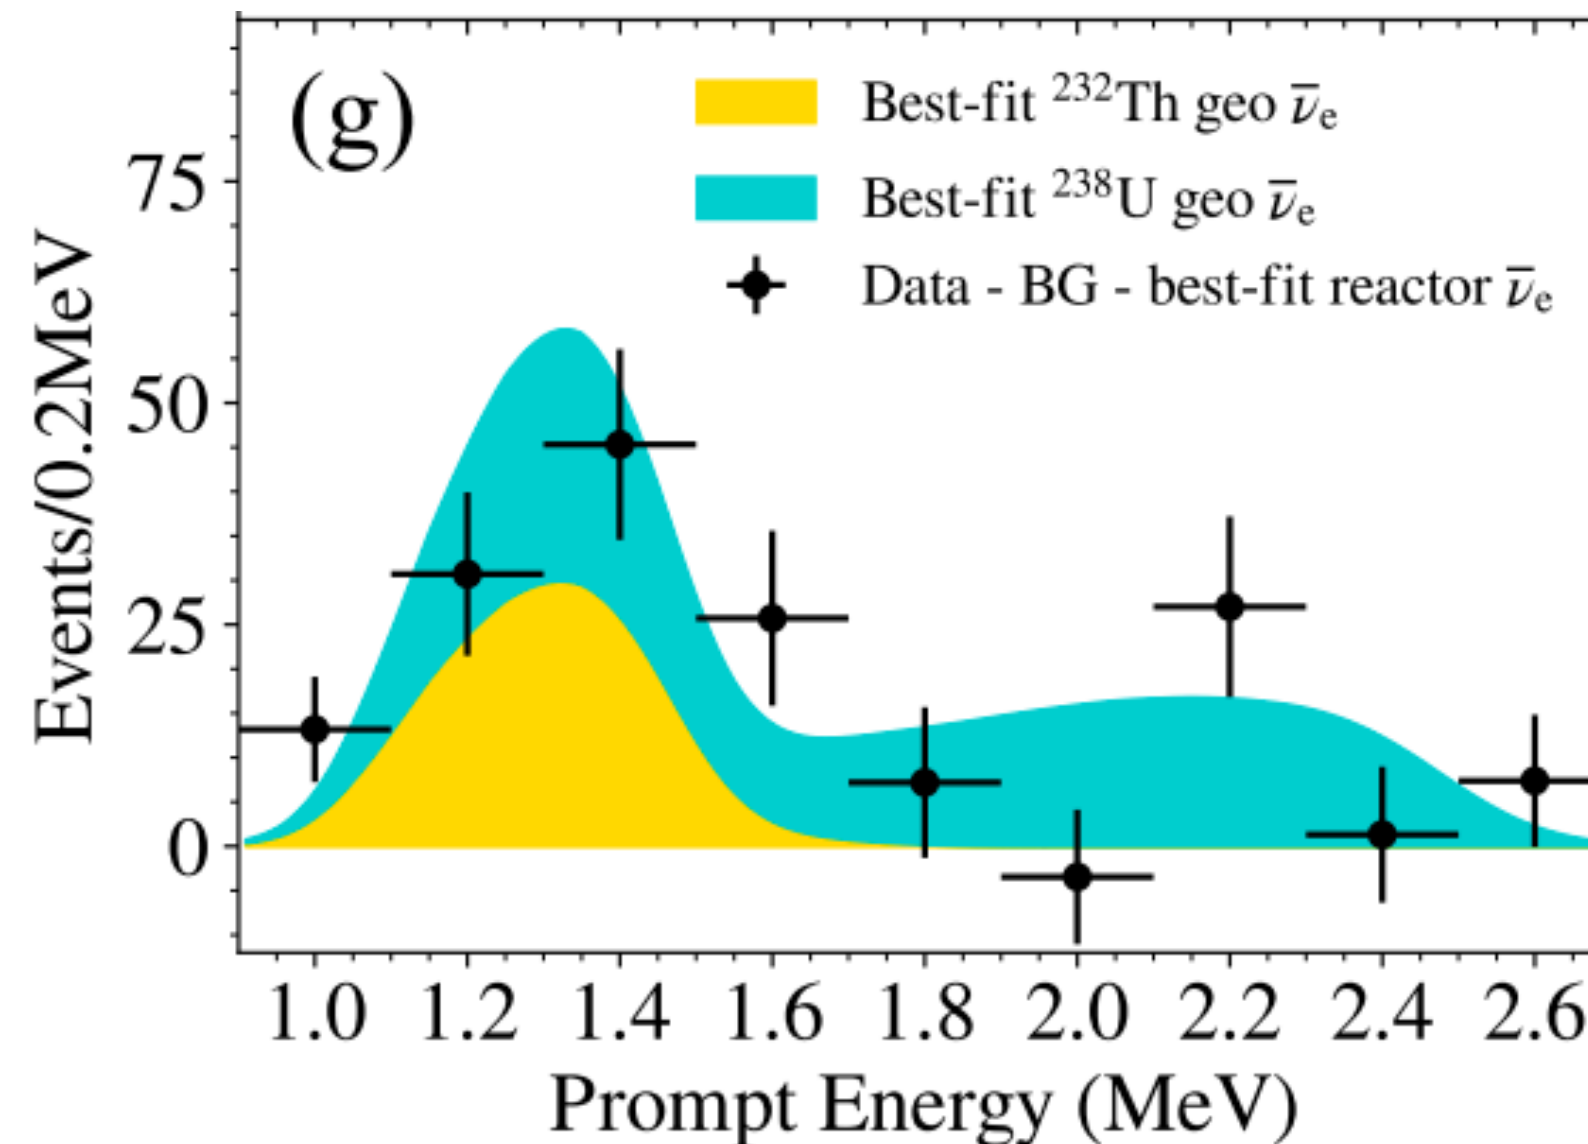 (g)
Best-fit ²³²Th geo ν̅ₑ
Best-fit ²³⁸U geo ν̅ₑ
Data - BG - best-fit reactor ν̅ₑ
Events/0.2MeV
75
50
25
0
1.0 1.2 1.4 1.6 1.8 2.0 2.2 2.4 2.6
Prompt Energy (MeV)